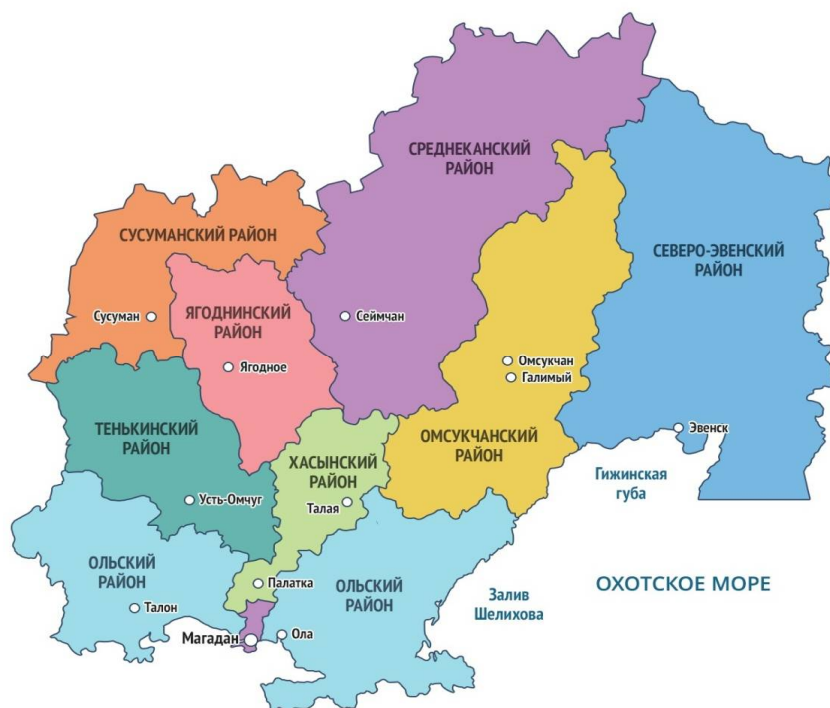 СРЕДНЕКАНСКИЙ
РАЙОН
СУСУМАНСКИЙ РАЙОН
СЕВЕРО-ЭВЕНСКИЙ
РАЙОН
Сусуман
ЯГОДНИНСКИЙ
РАЙОН
Сеймчан
Ягодное
Омсукчан
Галимый
ТЕНЬКИНСКИЙ
РАЙОН
ОМСУКЧАНСКИЙ
РАЙОН
Эвенск
ХАСЫНСКИЙ
РАЙОН
Гижинская
губа
Усть-Омчуг
Талая
ОЛЬСКИЙ
РАЙОН
Палатка
ОЛЬСКИЙ
РАЙОН
Залив
Шелихова
ОХОТСКОЕ МОРЕ
Талон
Магадан
Ола